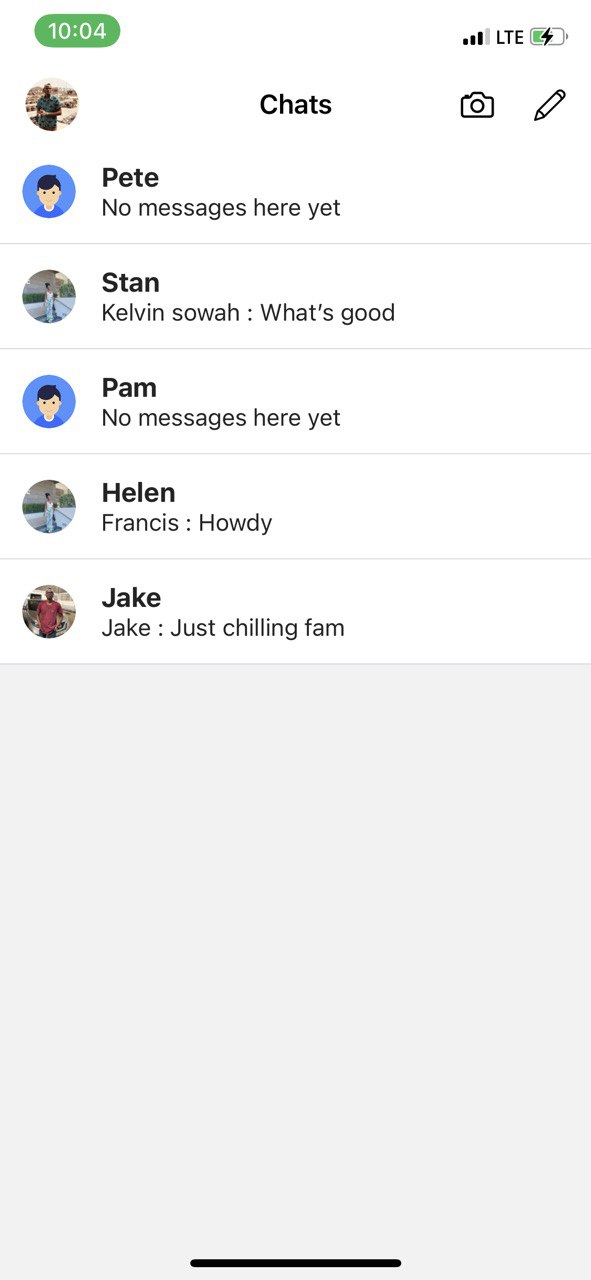 10:04
LTE
Chats
Pete
No messages here yet
Stan
Kelvin sowah : What’s good
Pam
No messages here yet
Helen
Francis : Howdy
Jake
Jake : Just chilling fam